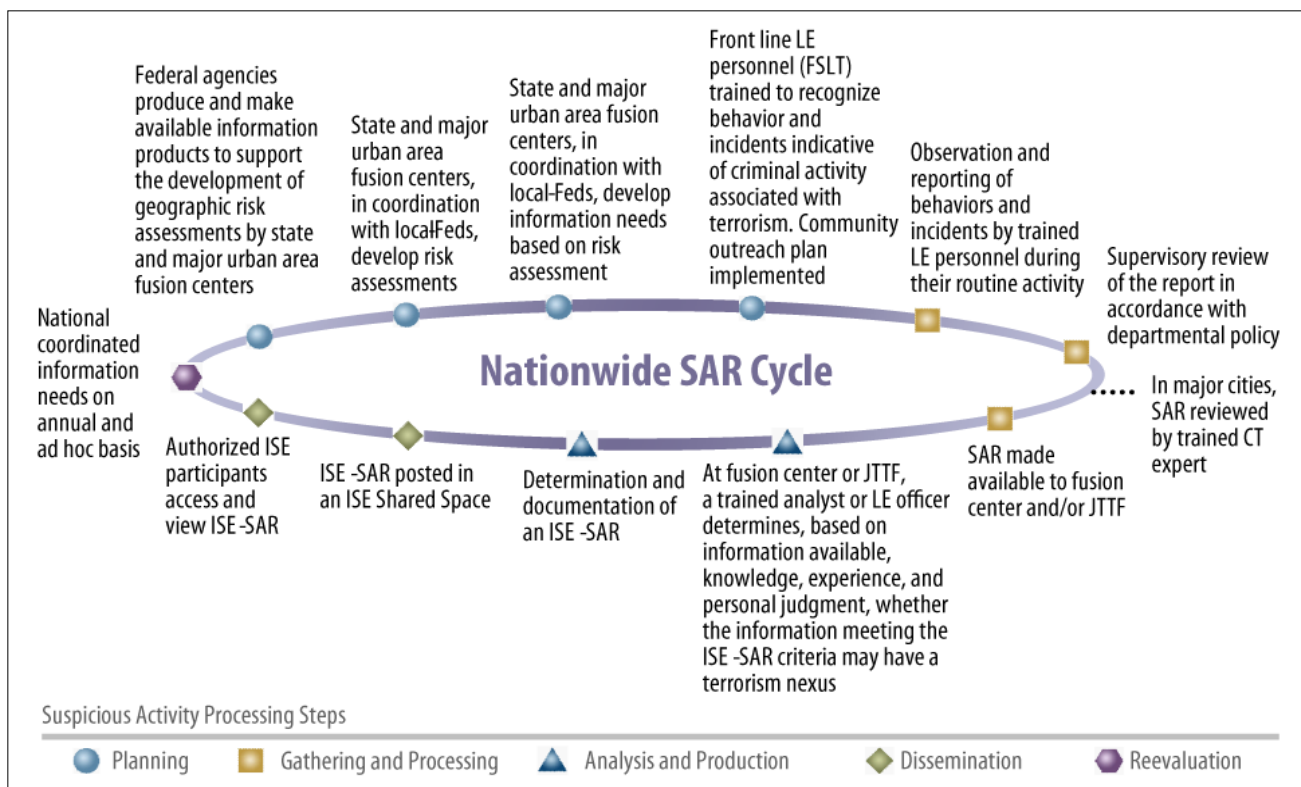 Federal agencies
produce and make
available information
products to support
the development of
geographic risk
assessments by state
and major urban area
fusion centers
State and major
urban area
fusion centers,
in coordination
with local-Feds,
develop risk
assessments
State and major
urban area fusion
centers, in
coordination with
local-Feds, develop
information needs
based on risk
assessment
Front line LE
personnel (FSLT)
trained to recognize
behavior and
incidents indicative
of criminal activity
associated with
terrorism. Community
outreach plan
implemented
Observation and
reporting of
behaviors and
incidents by trained
LE personnel during
their routine activity
Supervisory review
of the report in
accordance with
departmental policy
National
coordinated
information
needs on
annual and
ad hoc basis
Nationwide SAR Cycle
..... In major cities,
SAR reviewed
by trained CT
expert
Authorized ISE
participants
access and
view ISE-SAR
ISE -SAR posted in
an ISE Shared Space
Determination and
documentation of
an ISE -SAR
At fusion center or JTTF,
a trained analyst or LE officer
determines, based on
information available,
knowledge, experience, and
personal judgment, whether
the information meeting the
ISE -SAR criteria may have a
terrorism nexus
SAR made
available to fusion
center and/or JTTF
Suspicious Activity Processing Steps
Planning
Gathering and Processing
Analysis and Production
Dissemination
Reevaluation